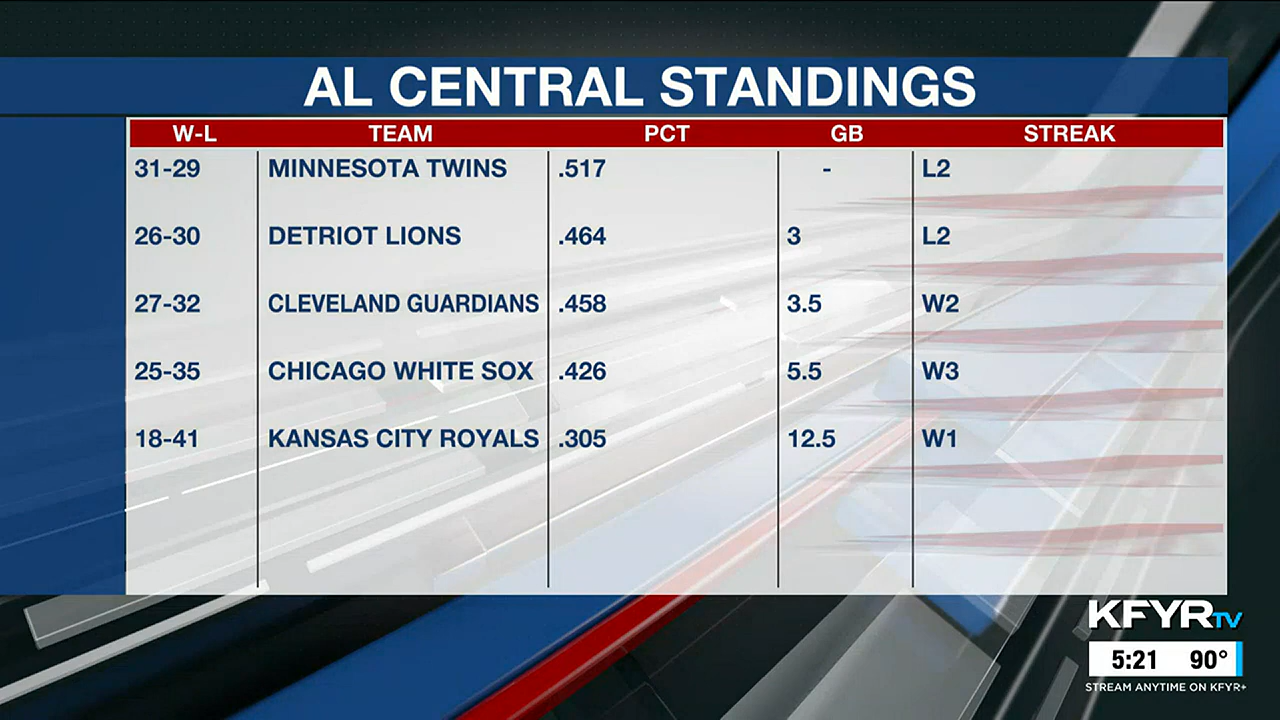 AL CENTRAL STANDINGS
W-L TEAM PCT GB STREAK
31-29 MINNESOTA TWINS .517 - L2
26-30 DETRIOT LIONS .464 3 L2
27-32 CLEVELAND GUARDIANS .458 3.5 W2
25-35 CHICAGO WHITE SOX .426 5.5 W3
18-41 KANSAS CITY ROYALS .305 12.5 W1
KFYRTV
5:21 90°
STREAM ANYTIME ON KFYR+